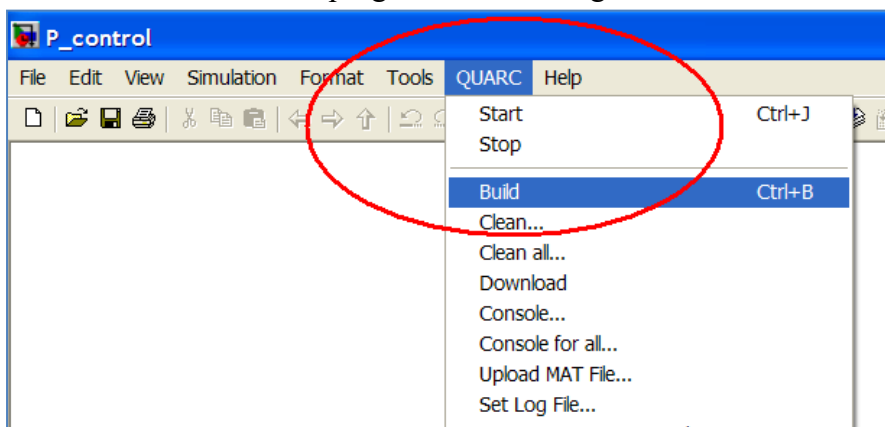 P_control
File Edit View Simulation Format Tools QUARC Help
Start Ctrl+J
Stop
Build Ctrl+B
Clean...
Clean all...
Download
Console...
Console for all...
Upload MAT File...
Set Log File...